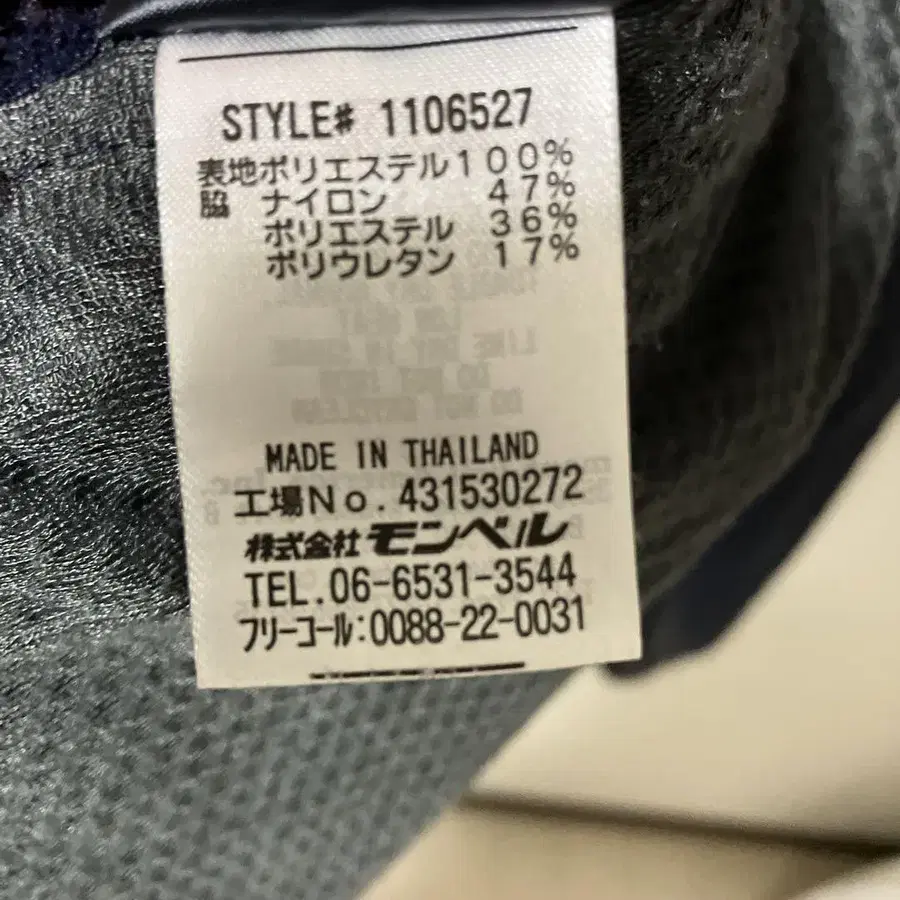 STYLE# 1106527
表地ポリエステル100%
脇 ナイロン 47%
ポリエステル 36%
ポリウレタン 17%
MADE IN THAILAND
工場No.431530272
株式会社モンベル
TEL.06-6531-3544
フリーコール:0088-22-0031